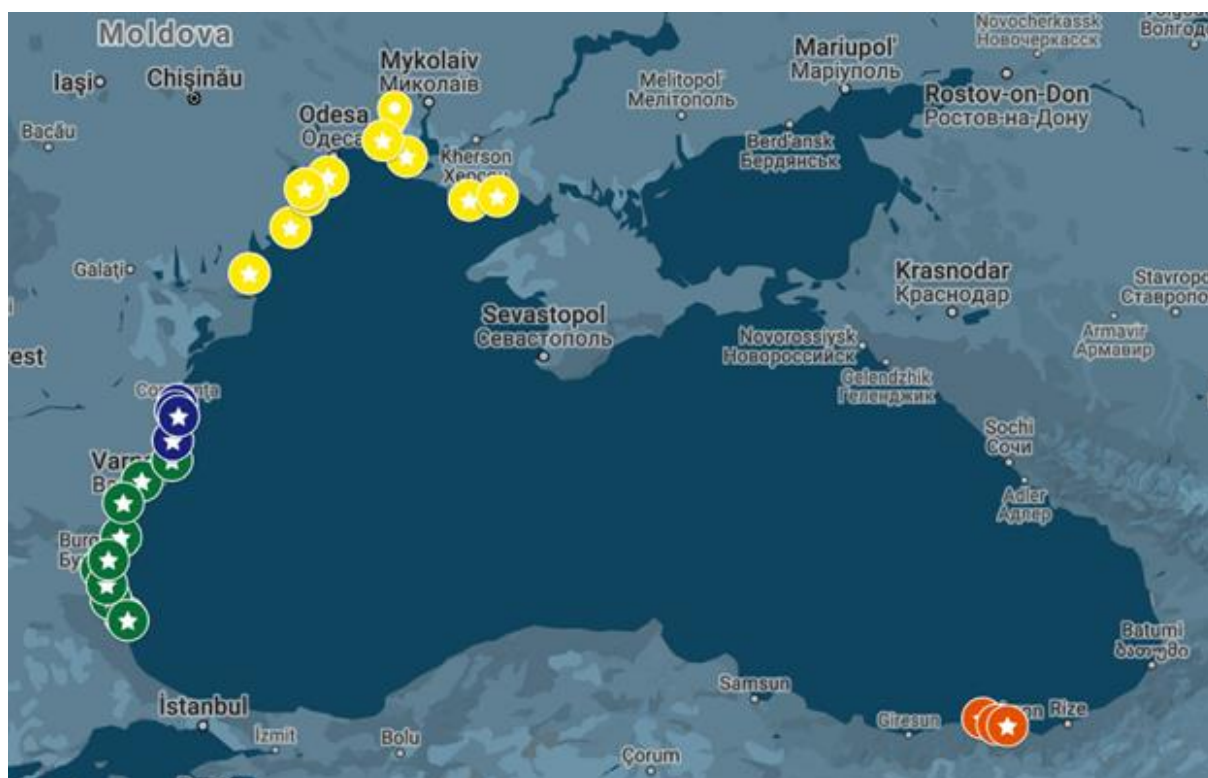 Moldova
Iași
Chișinău
Bacău
Galați
Mykolaiv
Миколаїв
Odesa
Одеса
Kherson
Melitopol'
Мелітополь
Mariupol'
Маріуполь
Berd'ansk
Бердянськ
Novocherkassk
Новочеркасск
Rostov-on-Don
Ростов-на-Дону
Krasnodar
Краснодар
Stavropo
Ставропо
Armavir
Армавир
Sevastopol
Севастополь
Novorossiysk
Новороссийск
Gelendzhik
Геленджик
Sochi
Сочи
Adler
Адлер
Batumi
ბათუმი
Rize
Giresun
Samsun
Çorum
Bolu
İzmit
İstanbul